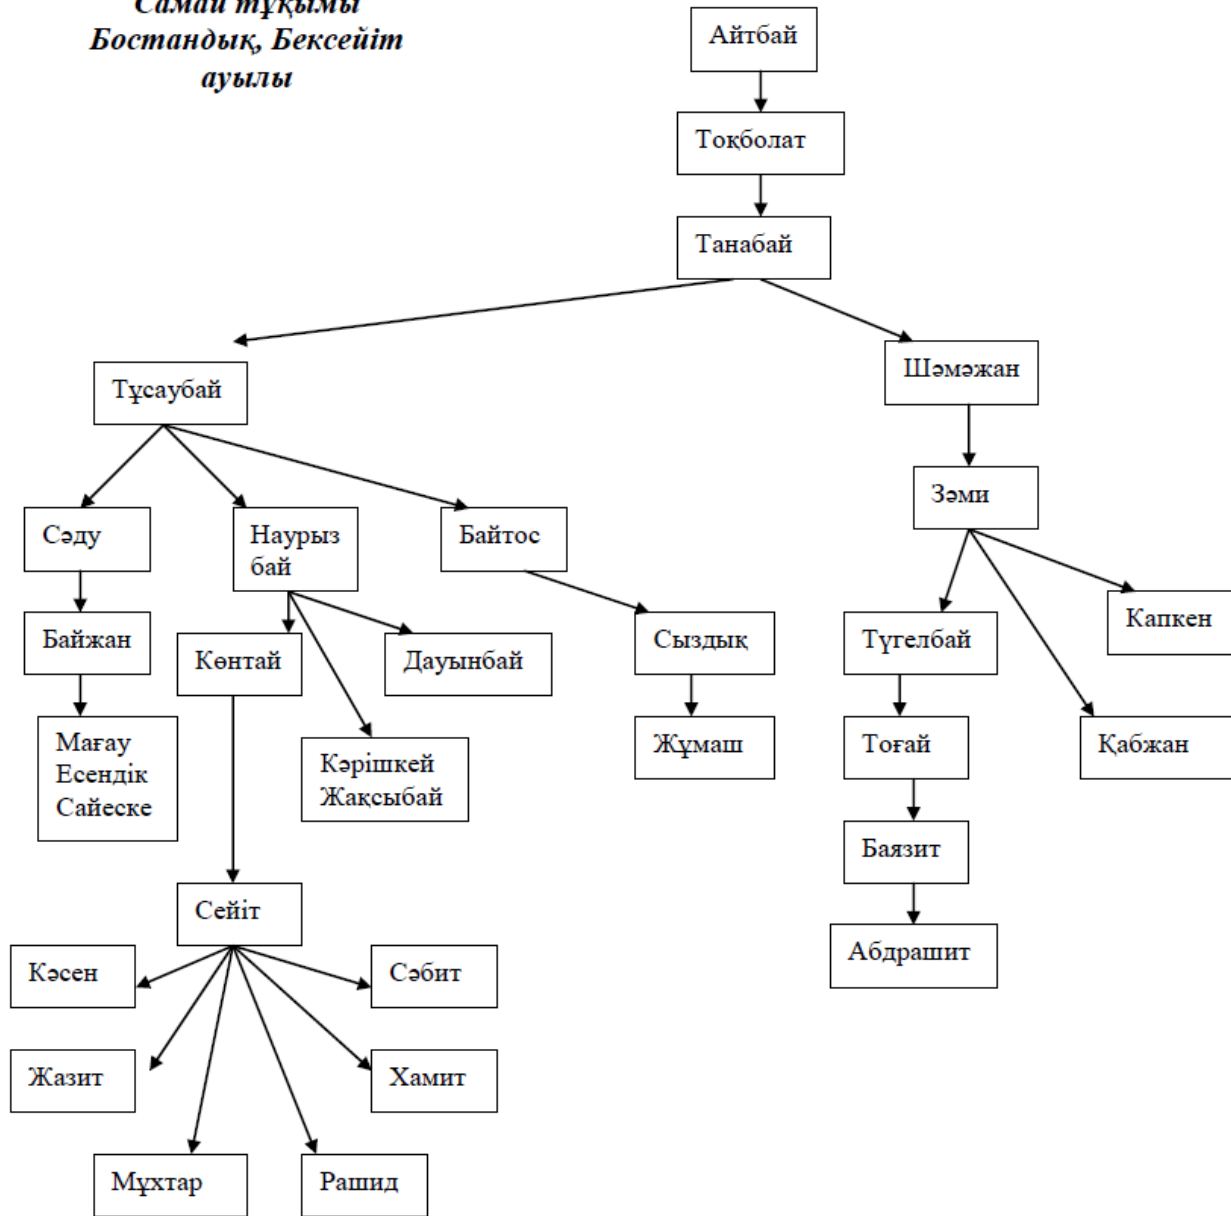 Самай тұқымы
Бостандық, Бексейіт
ауылы
Айтбай
Тоқболат
Танабай
Тұсаубай
Шәмәжан
Сәду
Наурыз
бай
Байтос
Зәми
Байжан
Көнтай
Дауынбай
Сыздық
Түгелбай
Капкен
Мағау
Есендік
Сайеске
Кәрішкей
Жақсыбай
Жұмаш
Тоғай
Қабжан
Баязит
Сейіт
Абдрашит
Кәсен
Сәбит
Жазит
Хамит
Мұхтар
Рашид